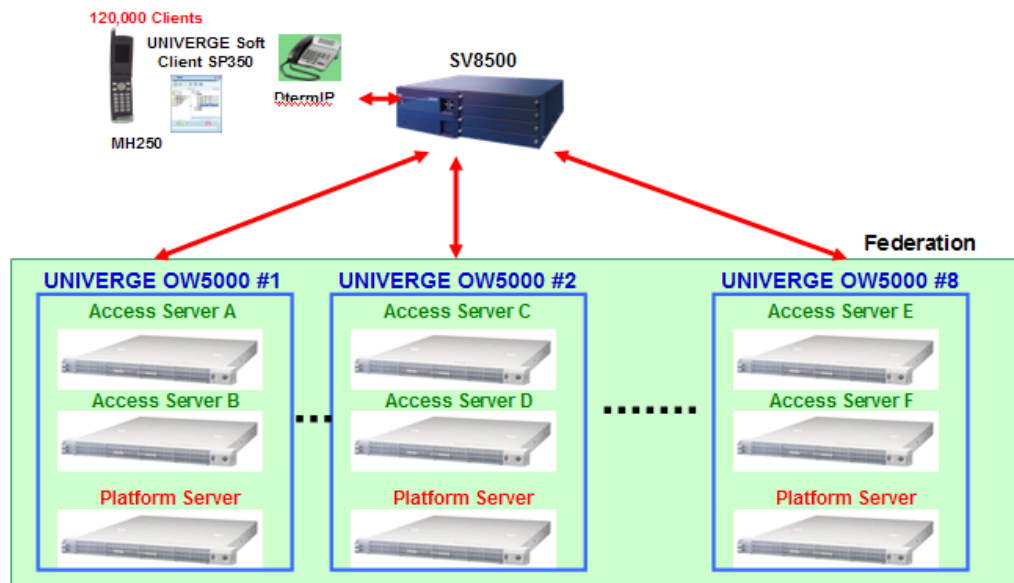 120,000 Clients
UNIVERGE Soft
Client SP350
SV8500
DtermIP
MH250
Federation
UNIVERGE OW5000 #1
UNIVERGE OW5000 #2
UNIVERGE OW5000 #8
Access Server A
Access Server C
Access Server E
Access Server B
Access Server D
Access Server F
Platform Server
Platform Server
Platform Server